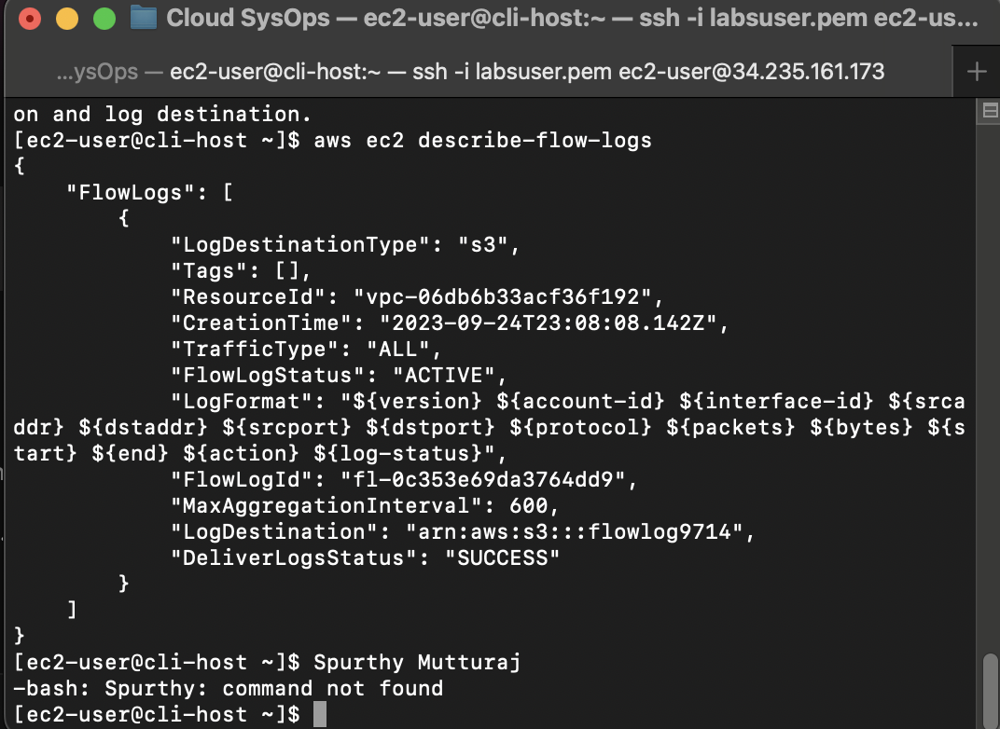 Cloud SysOps — ec2-user@cli-host:~ — ssh -i labsuser.pem ec2-us...
...ysOps — ec2-user@cli-host:~ — ssh -i labsuser.pem ec2-user@34.235.161.173
on and log destination.
[ec2-user@cli-host ~]$ aws ec2 describe-flow-logs
{
    "FlowLogs": [
        {
            "LogDestinationType": "s3",
            "Tags": [],
            "ResourceId": "vpc-06db6b33acf36f192",
            "CreationTime": "2023-09-24T23:08:08.142Z",
            "TrafficType": "ALL",
            "FlowLogStatus": "ACTIVE",
            "LogFormat": "${version} ${account-id} ${interface-id} ${srca
ddr} ${dstaddr} ${srcport} ${dstport} ${protocol} ${packets} ${bytes} ${s
tart} ${end} ${action} ${log-status}",
            "FlowLogId": "fl-0c353e69da3764dd9",
            "MaxAggregationInterval": 600,
            "LogDestination": "arn:aws:s3:::flowlog9714",
            "DeliverLogsStatus": "SUCCESS"
        }
    ]
}
[ec2-user@cli-host ~]$ Spurthy Mutturaj
-bash: Spurthy: command not found
[ec2-user@cli-host ~]$